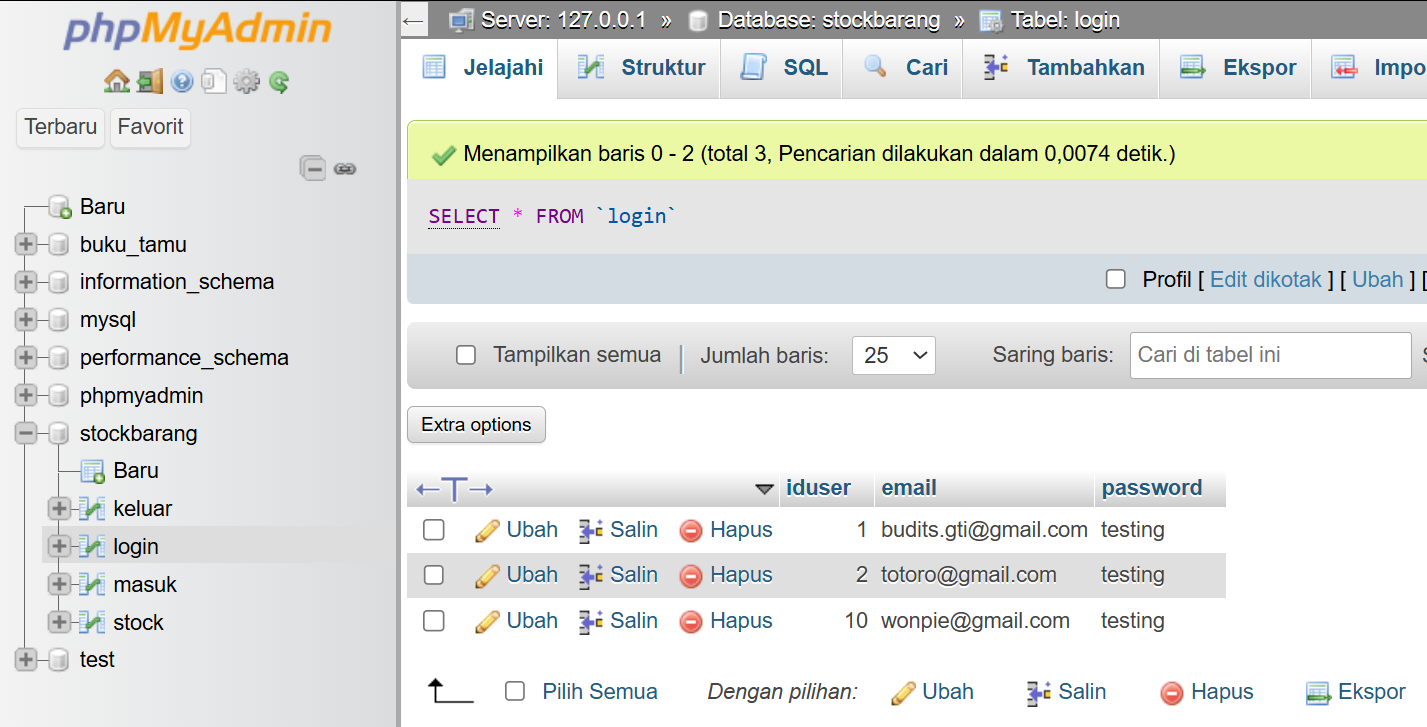 phpMyAdmin
Terbaru Favorit
Baru
buku_tamu
information_schema
mysql
performance_schema
phpmyadmin
stockbarang
Baru
keluar
login
masuk
stock
test
Server: 127.0.0.1 » Database: stockbarang » Tabel: login
Jelajahi Struktur SQL Cari Tambahkan Ekspor Impo
Menampilkan baris 0 - 2 (total 3, Pencarian dilakukan dalam 0,0074 detik.)
SELECT * FROM `login`
Profil [ Edit dikotak ] [ Ubah ] [
Tampilkan semua | Jumlah baris: 25 Saring baris: Cari di tabel ini
Extra options
←T→ iduser email password
Ubah Salin Hapus 1 budits.gti@gmail.com testing
Ubah Salin Hapus 2 totoro@gmail.com testing
Ubah Salin Hapus 10 wonpie@gmail.com testing
Pilih Semua Dengan pilihan: Ubah Salin Hapus Ekspor